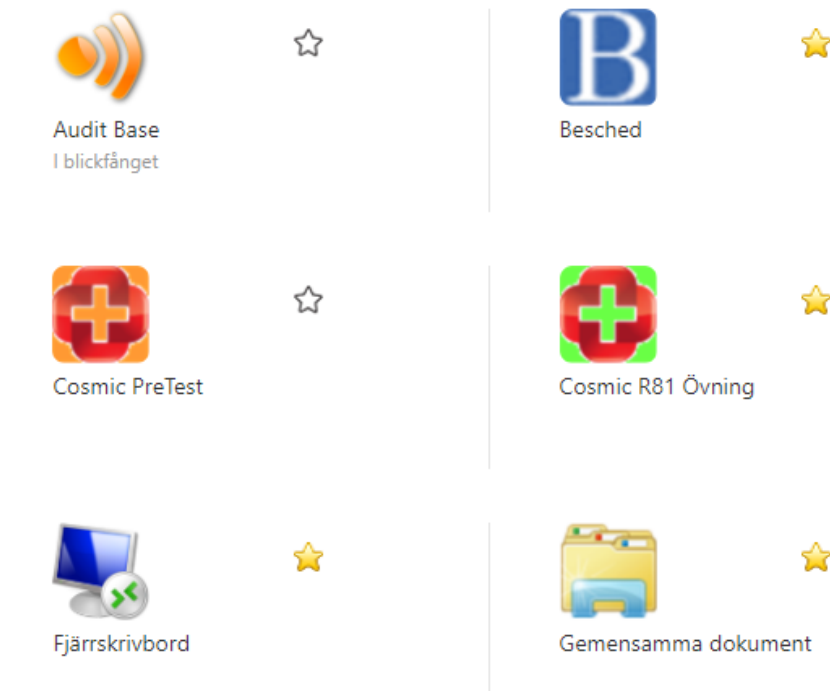 Audit Base
I blickfånget
B
Besched
Cosmic PreTest
Cosmic R81 Övning
Fjärrskrivbord
Gemensamma dokument